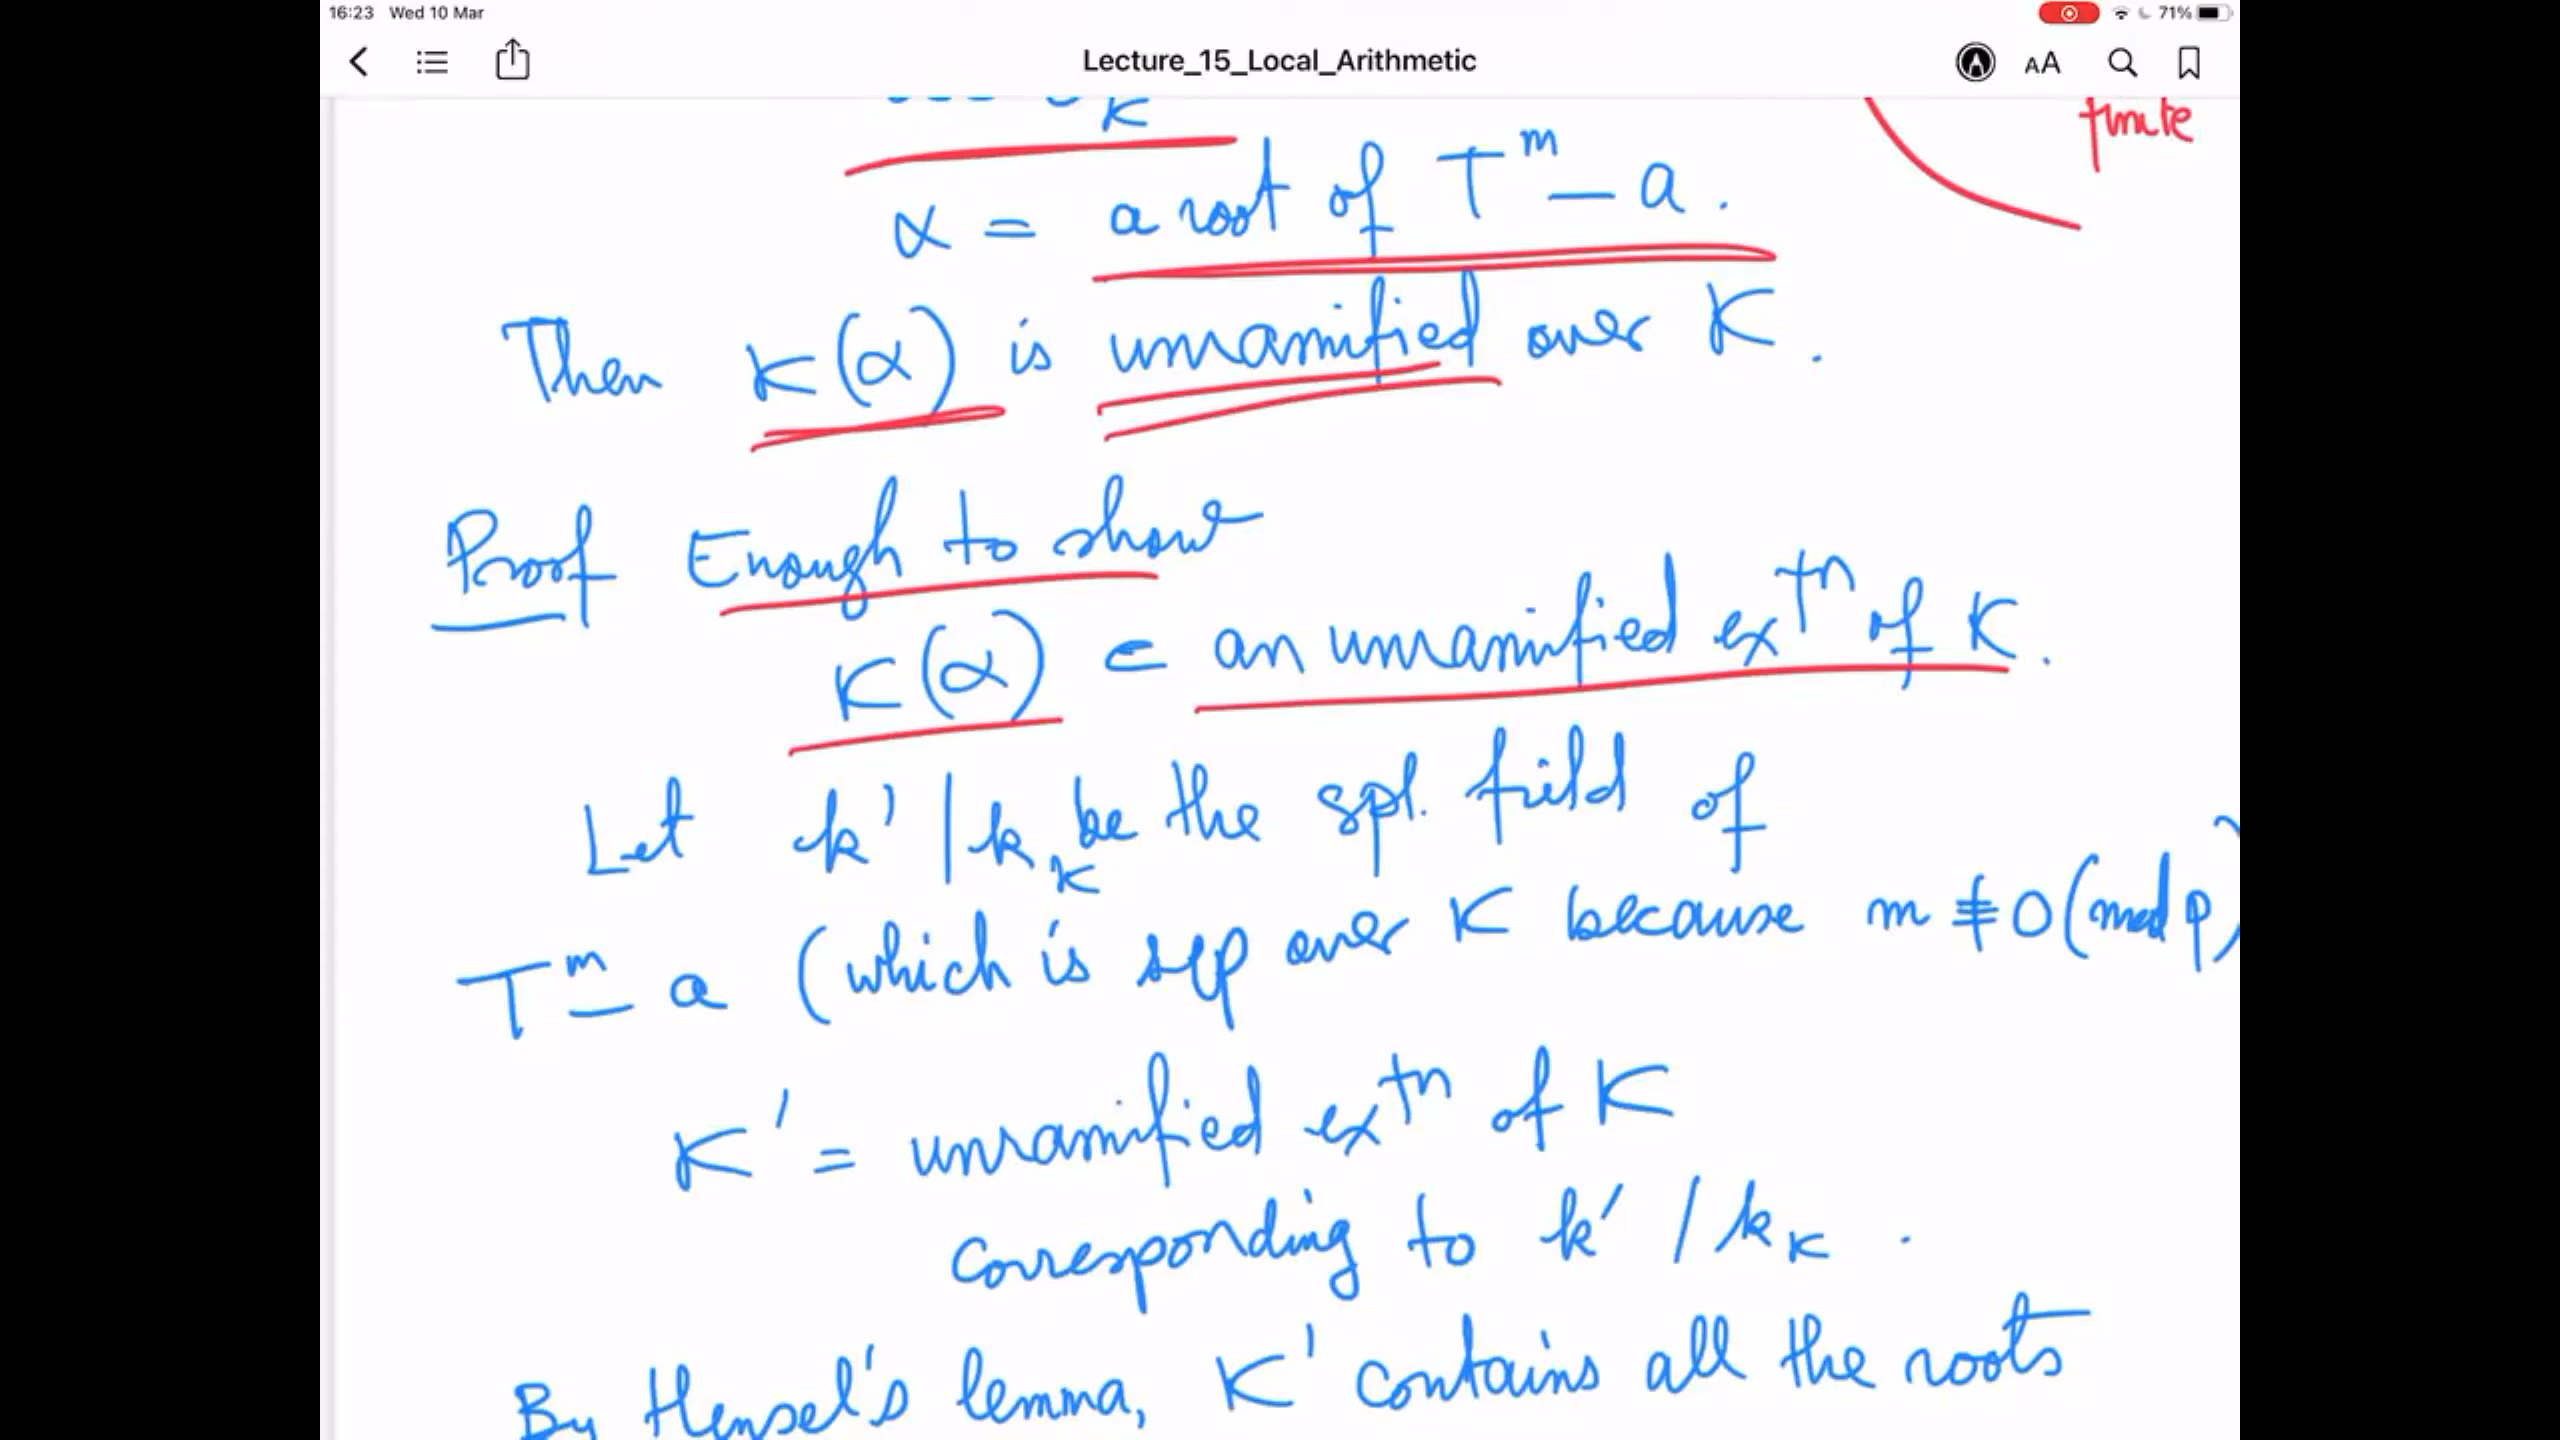 16:23 Wed 10 Mar
71%
Lecture_15_Local_Arithmetic
AA
K
finite
α = a root of T^m - a.
Then K(α) is unramified over K.
Proof Enough to show
K(α) ⊂ an unramified ext^n of K.
Let k' / k_K be the spl. field of
T^m - a (which is sep over K because m ≢ 0 (mod p)
K' = unramified ext^n of K
corresponding to k' / k_K.
By Hensel's lemma, K' contains all the roots